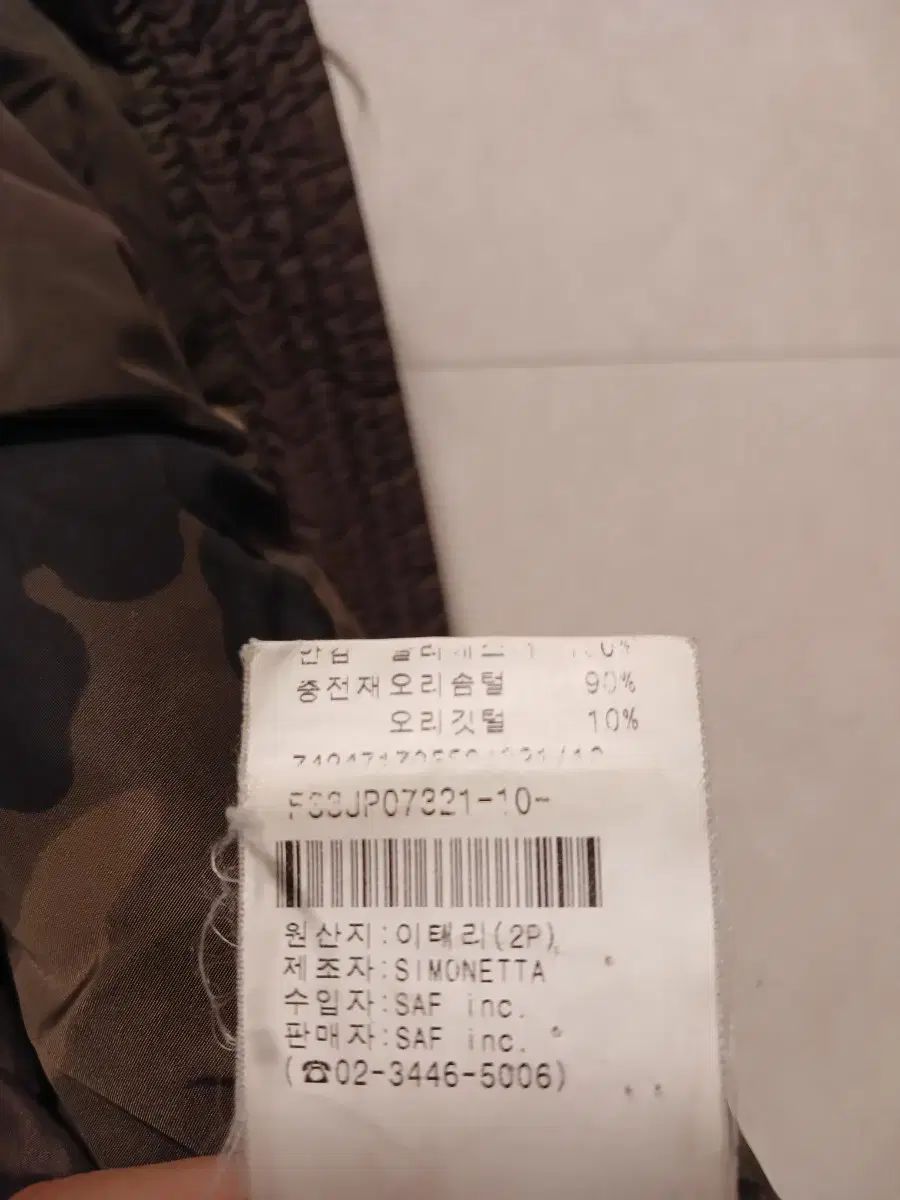 충전재 오리솜털 90%
오리깃털 10%
JP07321-10-
원산지:이태리(2P)
제조자:SIMONETTA
수입자:SAF inc.
판매자:SAF inc.
(☎02-3446-5006)